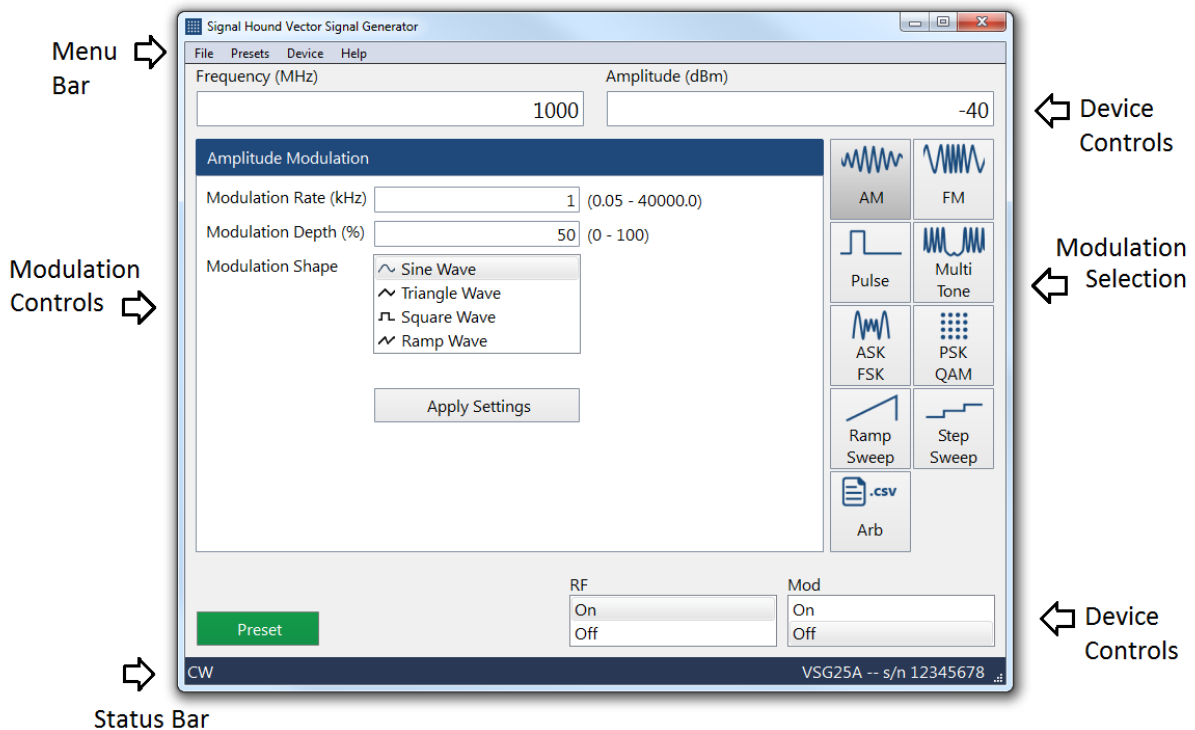 Signal Hound Vector Signal Generator
Menu Bar
File Presets Device Help
Frequency (MHz)
Amplitude (dBm)
1000
-40
Device Controls
Amplitude Modulation
Modulation Rate (kHz) 1 (0.05 - 40000.0)
Modulation Depth (%) 50 (0 - 100)
Modulation Shape
Sine Wave
Triangle Wave
Square Wave
Ramp Wave
Apply Settings
Modulation Controls
AM
FM
Pulse
Multi Tone
ASK FSK
PSK QAM
Ramp Sweep
Step Sweep
.csv
Arb
Modulation Selection
Preset
RF
On
Off
Mod
On
Off
Device Controls
CW
VSG25A -- s/n 12345678
Status Bar